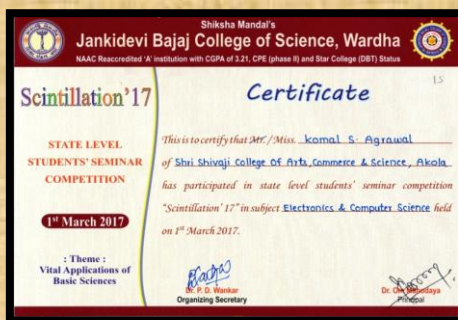 Shiksha Mandal's
Jankidevi Bajaj College of Science, Wardha
NAAC Reaccredited 'A' institution with CGPA of 3.21, CPE (phase II) and Star College (DBT) Status
15
Scintillation'17
Certificate
STATE LEVEL
STUDENTS' SEMINAR
COMPETITION
1st March 2017
: Theme :
Vital Applications of
Basic Sciences
This is to certify that Mr./Miss. Komal S. Agrawal
of Shri Shivaji College Of Arts, Commerce & Science, Akola
has participated in state level students' seminar competition
"Scintillation' 17" in subject Electronics & Computer Science held
on 1st March 2017.
Dr. P. D. Wankar
Organizing Secretary
Dr. Om
Principal